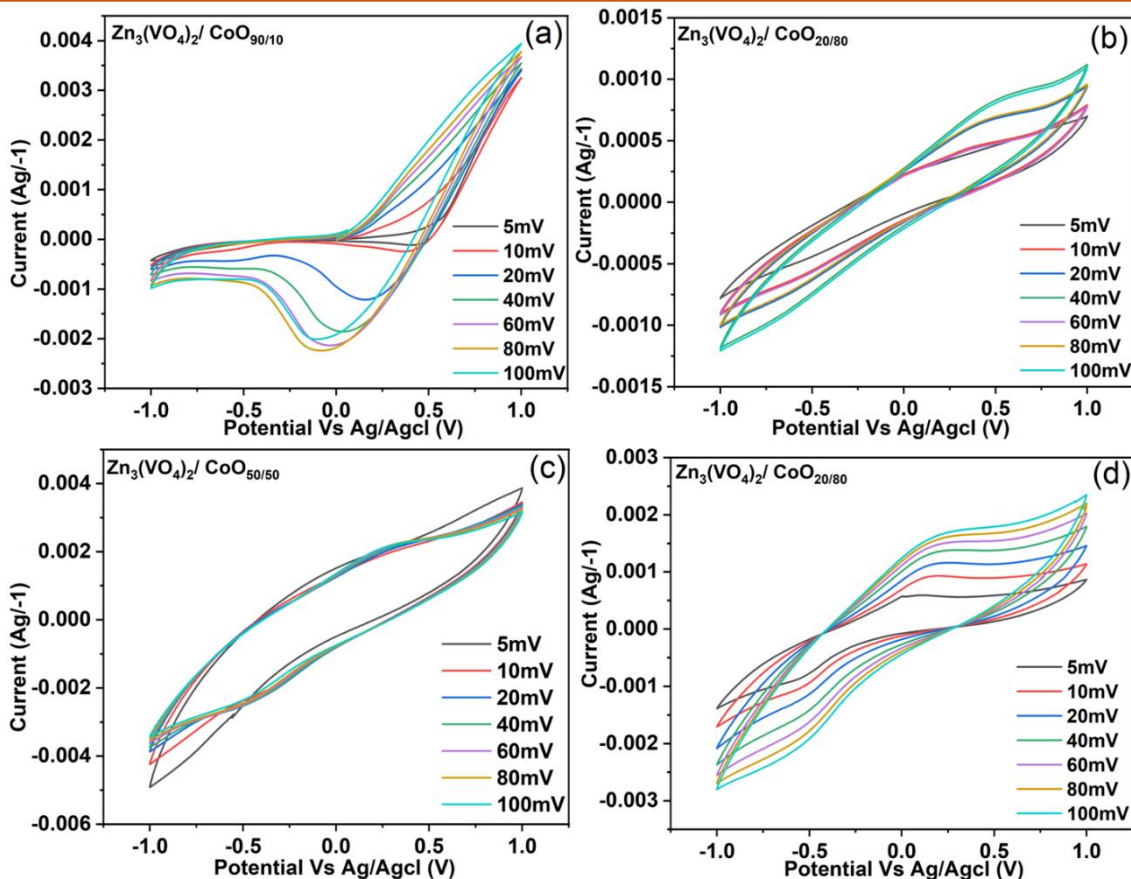 Zn₃(VO₄)₂/ CoO₉₀/₁₀
(a)
0.004
0.003
0.002
0.001
0.000
-0.001
-0.002
-0.003
Current (Ag/-1)
5mV
10mV
20mV
40mV
60mV
80mV
100mV
-1.0 -0.5 0.0 0.5 1.0
Potential Vs Ag/Agcl (V)
Zn₃(VO₄)₂/ CoO₂₀/₈₀
(b)
0.0015
0.0010
0.0005
0.0000
-0.0005
-0.0010
-0.0015
Current (Ag/-1)
5mV
10mV
20mV
40mV
60mV
80mV
100mV
-1.0 -0.5 0.0 0.5 1.0
Potential Vs Ag/Agcl (V)
Zn₃(VO₄)₂/ CoO₅₀/₅₀
(c)
0.004
0.002
0.000
-0.002
-0.004
-0.006
Current (Ag/-1)
5mV
10mV
20mV
40mV
60mV
80mV
100mV
-1.0 -0.5 0.0 0.5 1.0
Potential Vs Ag/Agcl (V)
Zn₃(VO₄)₂/ CoO₂₀/₈₀
(d)
0.003
0.002
0.001
0.000
-0.001
-0.002
-0.003
Current (Ag/-1)
5mV
10mV
20mV
40mV
60mV
80mV
100mV
-1.0 -0.5 0.0 0.5 1.0
Potential Vs Ag/Agcl (V)